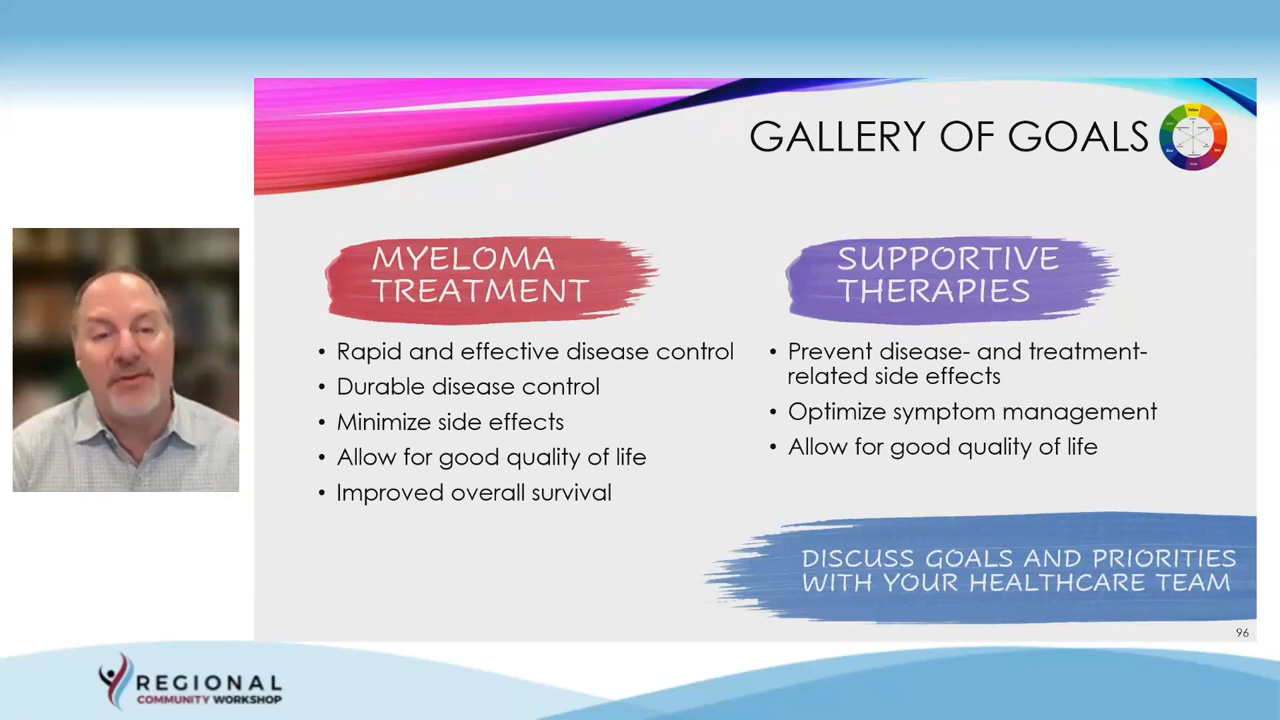 GALLERY OF GOALS
MYELOMA
TREATMENT
• Rapid and effective disease control
• Durable disease control
• Minimize side effects
• Allow for good quality of life
• Improved overall survival
SUPPORTIVE
THERAPIES
• Prevent disease- and treatment-
related side effects
• Optimize symptom management
• Allow for good quality of life
DISCUSS GOALS AND PRIORITIES
WITH YOUR HEALTHCARE TEAM
96
REGIONAL
COMMUNITY WORKSHOP